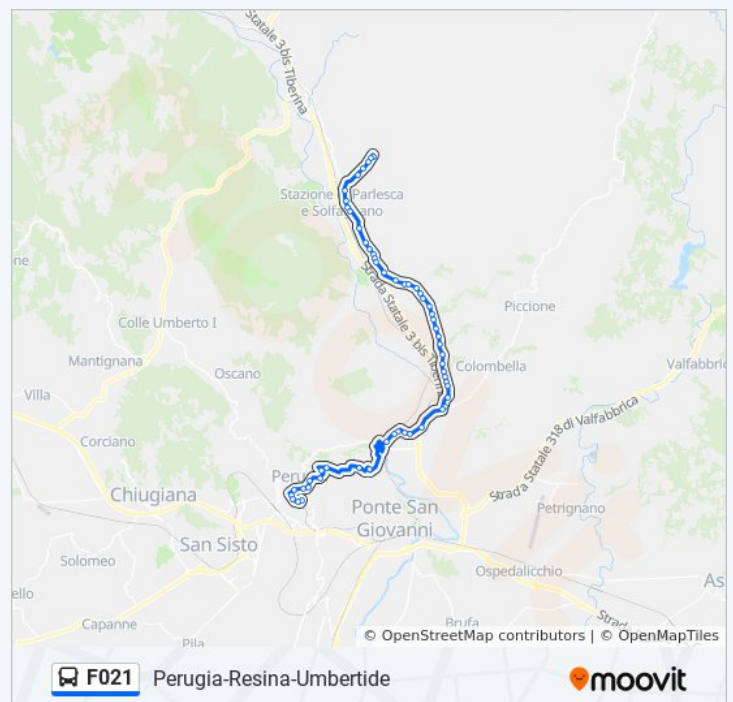 Statale 3 bis Tiberina
Stazione Parlesca
e Solfagnano
Strada Statale 3 bis Tiberina
Piccione
Colle Umberto I
Mantignana
Oscano
Colombella
Valfabbric
Villa
Corciano
Strada Statale 318 di Valfabbrica
Chiugiana
Ponte San
Giovanni
Petrignano
San Sisto
Solomeo
Ospedalicchio
Capanne
Pila
Brufa
© OpenStreetMap contributors | © OpenMapTiles
F021 Perugia-Resina-Umbertide
moovit